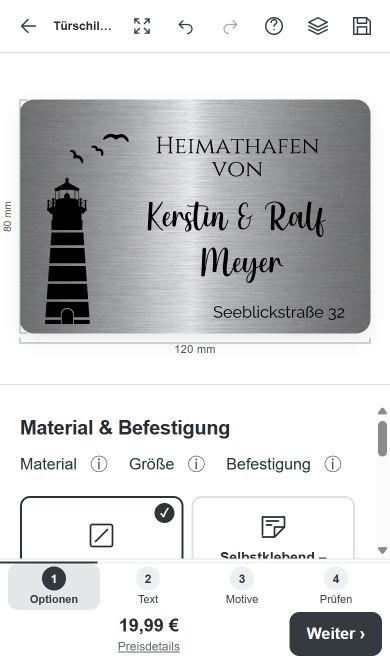 Türschil...
HEIMATHAFEN
VON
Kerstin & Ralf
Meyer
Seeblickstraße 32
80 mm
120 mm
Material & Befestigung
Material Größe Befestigung
Selbstklebend –
1 2 3 4
Optionen Text Motive Prüfen
19,99 €
Preisdetails
Weiter ›